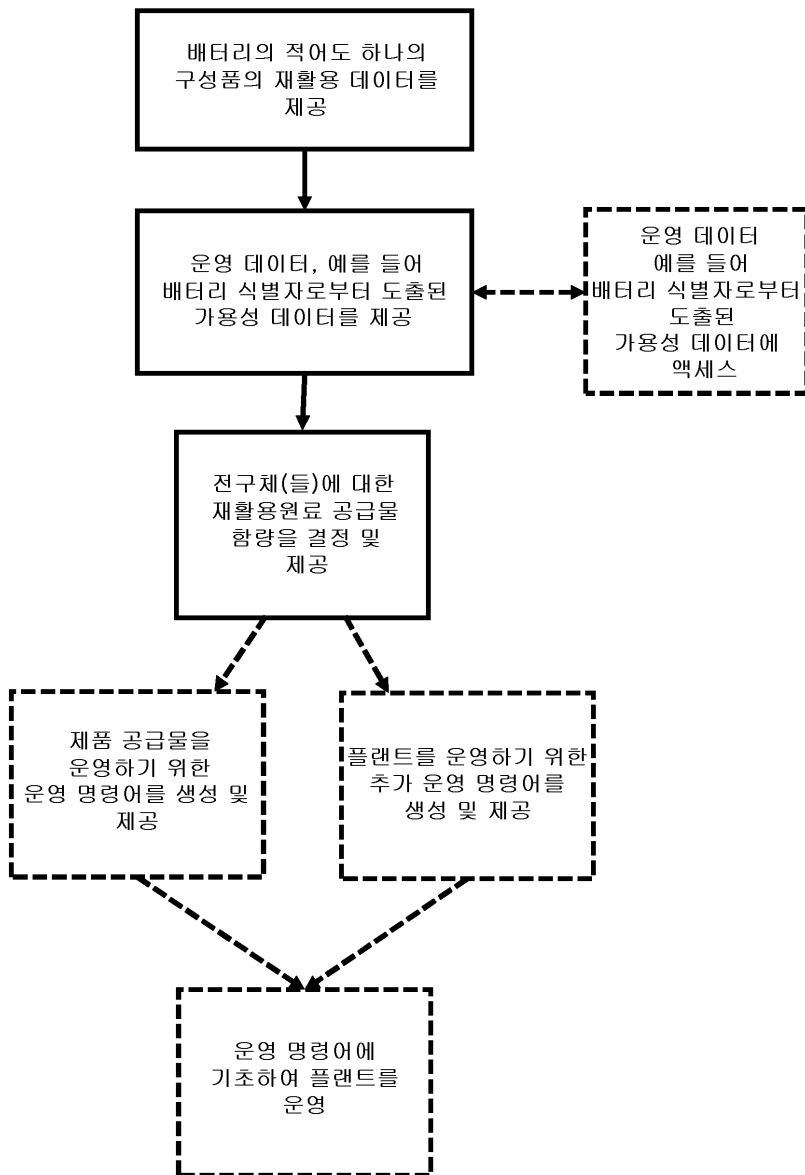 배터리의 적어도 하나의
구성품의 재활용 데이터를
제공
운영 데이터, 예를 들어
배터리 식별자로부터 도출된
가용성 데이터를 제공
운영 데이터
예를 들어
배터리 식별자로부터
도출된
가용성 데이터에
액세스
전구체(들)에 대한
재활용원료 공급물
함량을 결정 및
제공
제품 공급물을
운영하기 위한
운영 명령어를 생성 및
제공
플랜트를 운영하기 위한
추가 운영 명령어를
생성 및 제공
운영 명령어에
기초하여 플랜트를
운영